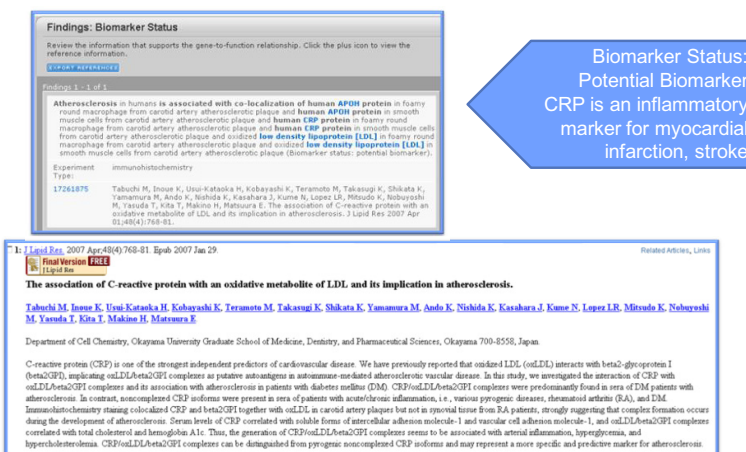 Findings: Biomarker Status
Review the information that supports the gene-to-function relationship. Click the plus icon to view the
reference information.
EXPORT REFERENCES
Findings 1 - 1 of 1
Atherosclerosis in humans is associated with co-localization of human APOH protein in foamy
round macrophage from carotid artery atherosclerotic plaque and human APOH protein in smooth
muscle cells from carotid artery atherosclerotic plaque and human CRP protein in foamy round
macrophage from carotid artery atherosclerotic plaque and human CRP protein in smooth muscle cells
from carotid artery atherosclerotic plaque and oxidized low density lipoprotein [LDL] in foamy round
macrophage from carotid artery atherosclerotic plaque and oxidized low density lipoprotein [LDL] in
smooth muscle cells from carotid artery atherosclerotic plaque (Biomarker status: potential biomarker).
Experiment immunohistochemistry
Type:
17261875 Tabuchi M, Inoue K, Usui-Kataoka H, Kobayashi K, Teramoto M, Takasugi K, Shikata K,
Yamamura M, Ando K, Nishida K, Kasahara J, Kume N, Lopez LR, Mitsudo K, Nobuyoshi
M, Yasuda T, Kita T, Makino H, Matsuura E. The association of C-reactive protein with an
oxidative metabolite of LDL and its implication in atherosclerosis. J Lipid Res 2007 Apr
01;48(4):768-81.
Biomarker Status:
Potential Biomarker
CRP is an inflammatory
marker for myocardial
infarction, stroke
1: J Lipid Res. 2007 Apr;48(4):768-81. Epub 2007 Jan 29. Related Articles, Links
Final Version FREE
J Lipid Res
The association of C-reactive protein with an oxidative metabolite of LDL and its implication in atherosclerosis.
Tabuchi M, Inoue K, Usui-Kataoka H, Kobayashi K, Teramoto M, Takasugi K, Shikata K, Yamamura M, Ando K, Nishida K, Kasahara J, Kume N, Lopez LR, Mitsudo K, Nobuyoshi
M, Yasuda T, Kita T, Makino H, Matsuura E
Department of Cell Chemistry, Okayama University Graduate School of Medicine, Dentistry, and Pharmaceutical Sciences, Okayama 700-8558, Japan.
C-reactive protein (CRP) is one of the strongest independent predictors of cardiovascular disease. We have previously reported that oxidized LDL (oxLDL) interacts with beta2-glycoprotein I
(beta2GPI), implicating oxLDL/beta2GPI complexes as putative autoantigens in autoimmune-mediated atherosclerotic vascular disease. In this study, we investigated the interaction of CRP with
oxLDL/beta2GPI complexes and its association with atherosclerosis in patients with diabetes mellitus (DM). CRP/oxLDL/beta2GPI complexes were predominantly found in sera of DM patients with
atherosclerosis. In contrast, noncomplexed CRP isoforms were present in sera of patients with acute/chronic inflammation, i.e., various pyrogenic diseases, rheumatoid arthritis (RA), and DM.
Immunohistochemistry staining colocalized CRP and beta2GPI together with oxLDL in carotid artery plaques but not in synovial tissue from RA patients, strongly suggesting that complex formation occurs
during the development of atherosclerosis. Serum levels of CRP correlated with soluble forms of intercellular adhesion molecule-1 and vascular cell adhesion molecule-1, and oxLDL/beta2GPI complexes
correlated with total cholesterol and hemoglobin A1c. Thus, the generation of CRP/oxLDL/beta2GPI complexes seems to be associated with arterial inflammation, hyperglycemia, and
hypercholesterolemia. CRP/oxLDL/beta2GPI complexes can be distinguished from pyrogenic noncomplexed CRP isoforms and may represent a more specific and predictive marker for atherosclerosis.